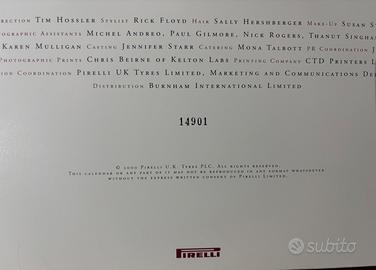 RECTION TIM HOSSLER STYLIST RICK FLOYD HAIR SALLY HERSHBERGER MAKE-UP SUSAN S
OGRAPHIC ASSISTANTS MICHEL ANDREO, PAUL GILMORE, NICK ROGERS, THANUT SINGHA
KAREN MULLIGAN CASTING JENNIFER STARR CATERING MONA TALBOTT PR COORDINATION J
PHOTOGRAPHIC PRINTS CHRIS BEIRNE OF KELTON LABS PRINTING COMPANY CTD PRINTERS L
ION COORDINATION PIRELLI UK TYRES LIMITED, MARKETING AND COMMUNICATIONS DE
DISTRIBUTION BURNHAM INTERNATIONAL LIMITED
14901
© 2000 PIRELLI U.K. TYRES PLC. ALL RIGHTS RESERVED.
THIS CALENDAR OR ANY PART OF IT MAY NOT BE REPRODUCED IN ANY FORMAT WHATSOEVER
WITHOUT THE EXPRESS WRITTEN CONSENT OF PIRELLI LIMITED.
PIRELLI
subito